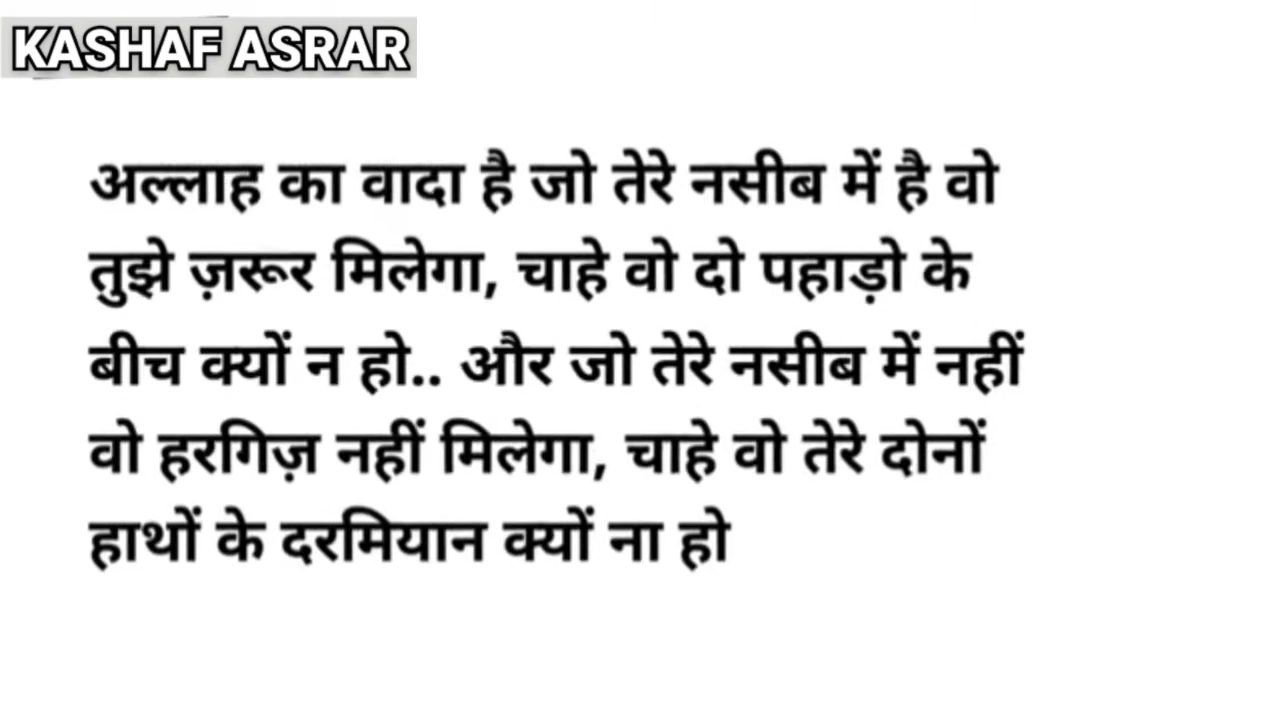 KASHAF ASRAR
अल्लाह का वादा है जो तेरे नसीब में है वो
तुझे ज़रूर मिलेगा, चाहे वो दो पहाड़ो के
बीच क्यों न हो.. और जो तेरे नसीब में नहीं
वो हरगिज़ नहीं मिलेगा, चाहे वो तेरे दोनों
हाथों के दरमियान क्यों ना हो